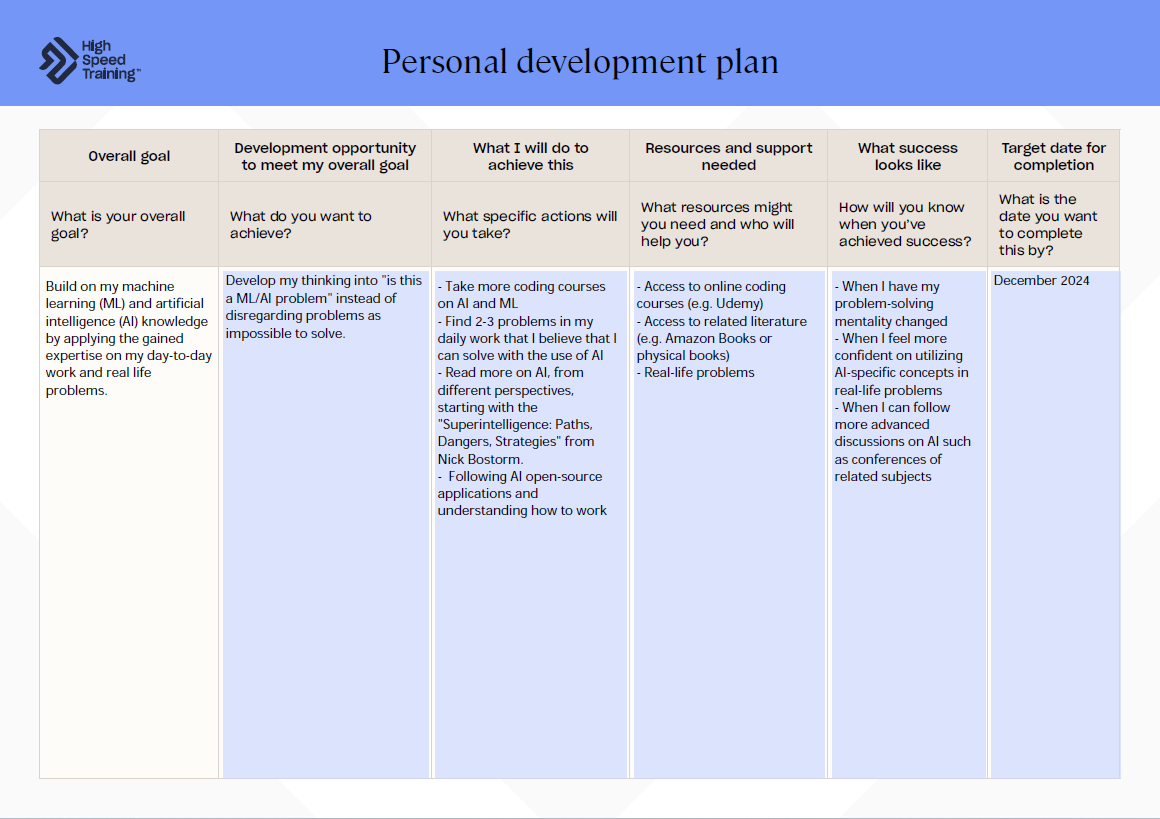 High
Speed
Training™
Personal development plan
Overall goal
Development opportunity
to meet my overall goal
What I will do to
achieve this
Resources and support
needed
What success
looks like
Target date for
completion
What is your overall
goal?
What do you want to
achieve?
What specific actions will
you take?
What resources might
you need and who will
help you?
How will you know
when you've
achieved success?
What is the
date you want
to complete
this by?
Build on my machine
learning (ML) and artificial
intelligence (AI) knowledge
by applying the gained
expertise on my day-to-day
work and real life
problems.
Develop my thinking into "is this
a ML/AI problem" instead of
disregarding problems as
impossible to solve.
- Take more coding courses
on AI and ML
- Find 2-3 problems in my
daily work that I believe that I
can solve with the use of AI
- Read more on AI, from
different perspectives,
starting with the
"Superintelligence: Paths,
Dangers, Strategies" from
Nick Bostorm.
-  Following AI open-source
applications and
understanding how to work
- Access to online coding
courses (e.g. Udemy)
- Access to related literature
(e.g. Amazon Books or
physical books)
- Real-life problems
- When I have my
problem-solving
mentality changed
- When I feel more
confident on utilizing
AI-specific concepts in
real-life problems
- When I can follow
more advanced
discussions on AI such
as conferences of
related subjects
December 2024